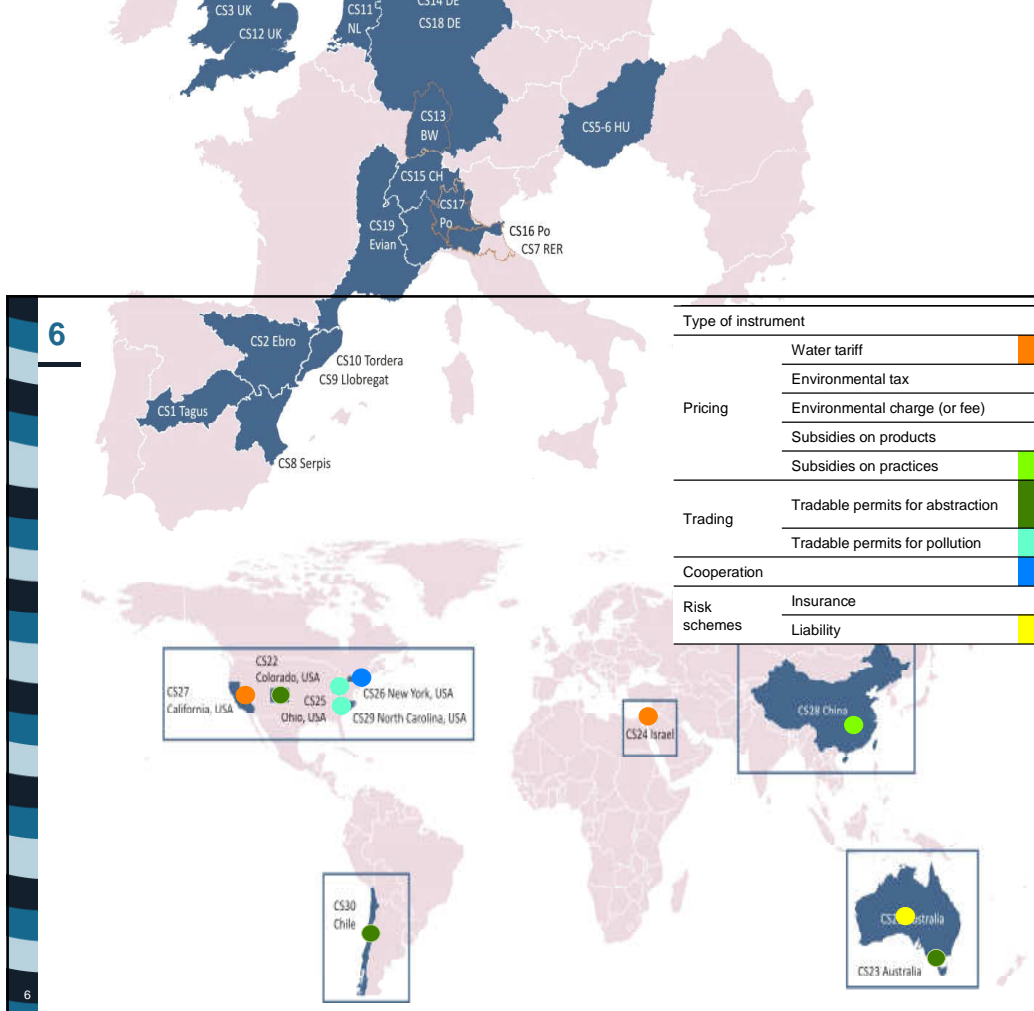 CS14 DE
CS3 UK
CS11
NL
CS18 DE
CS12 UK
CS13
BW
CS5-6 HU
CS15 CH
CS17
Po
CS19
Evian
CS16 Po
CS7 RER
6
CS2 Ebro
CS10 Tordera
CS9 Llobregat
CS1 Tagus
CS8 Serpis
Type of instrument
Pricing
Water tariff
Environmental tax
Environmental charge (or fee)
Subsidies on products
Subsidies on practices
Trading
Tradable permits for abstraction
Tradable permits for pollution
Cooperation
Risk
schemes
Insurance
Liability
CS22
Colorado, USA
CS27
California, USA
CS25
Ohio, USA
CS26 New York, USA
CS29 North Carolina, USA
CS24 Israel
CS28 China
CS30
Chile
CS23 Australia
6